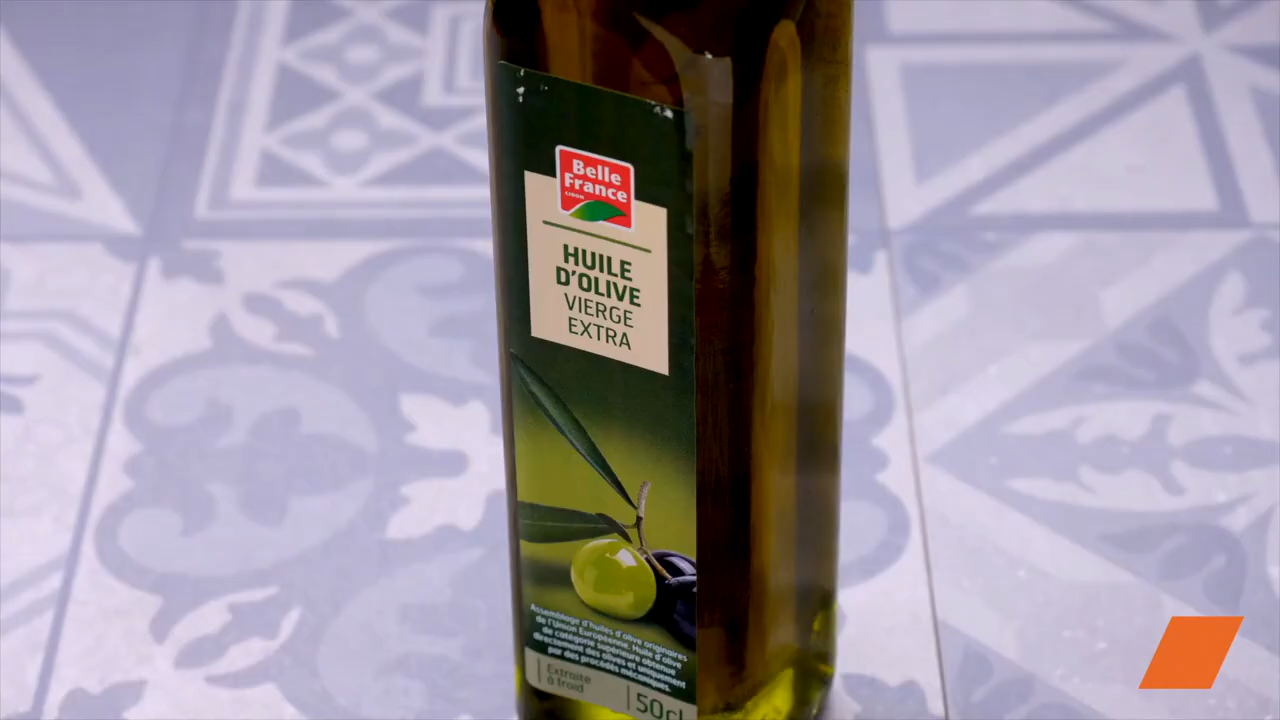 Belle
France
CIDOM
HUILE
D'OLIVE
VIERGE
EXTRA
Assemblage d'huiles d'olive originaires
de l'Union Européenne. Huile d'olive
de catégorie supérieure obtenue
directement des olives et uniquement
par des procédés mécaniques.
Extraite
à froid
50cl